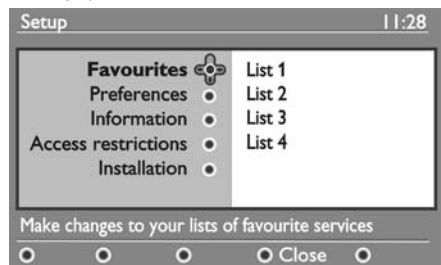 Setup 11:28
Favourites List 1
Preferences List 2
Information List 3
Access restrictions List 4
Installation
Make changes to your lists of favourite services
Close